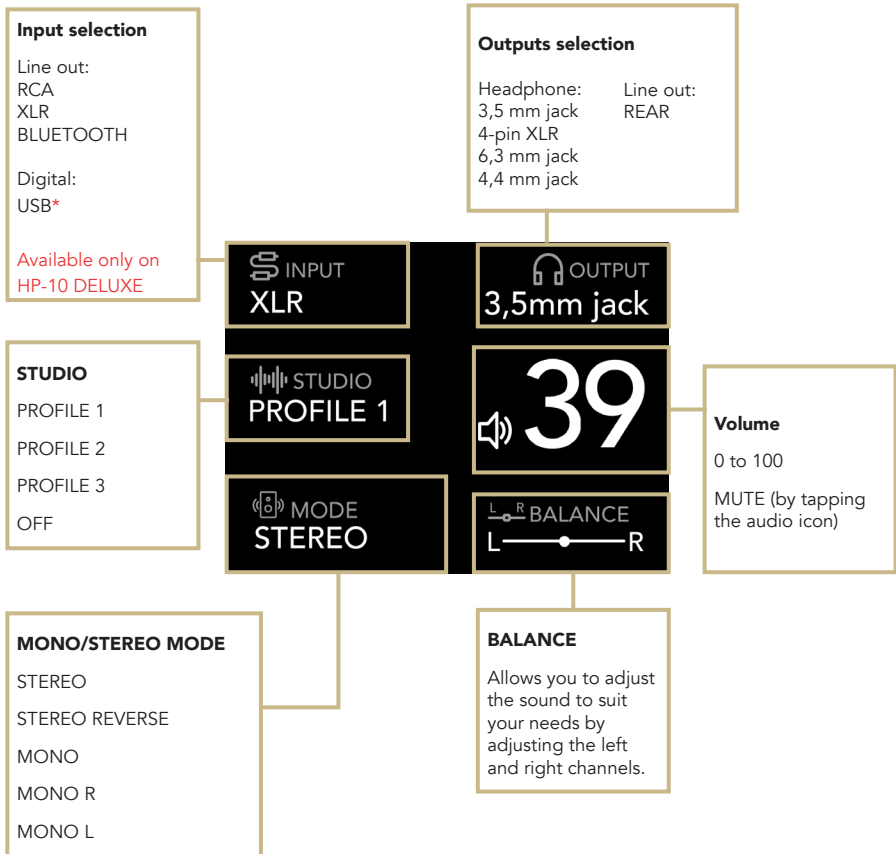 Input selection
Line out:
RCA
XLR
BLUETOOTH
Digital:
USB*
Available only on
HP-10 DELUXE
Outputs selection
Headphone:
3,5 mm jack
4-pin XLR
6,3 mm jack
4,4 mm jack
Line out:
REAR
INPUT
XLR
OUTPUT
3,5mm jack
STUDIO
PROFILE 1
PROFILE 2
PROFILE 3
OFF
STUDIO
PROFILE 1
39
Volume
0 to 100
MUTE (by tapping
the audio icon)
MODE
STEREO
L R BALANCE
L R
MONO/STEREO MODE
STEREO
STEREO REVERSE
MONO
MONO R
MONO L
BALANCE
Allows you to adjust
the sound to suit
your needs by
adjusting the left
and right channels.